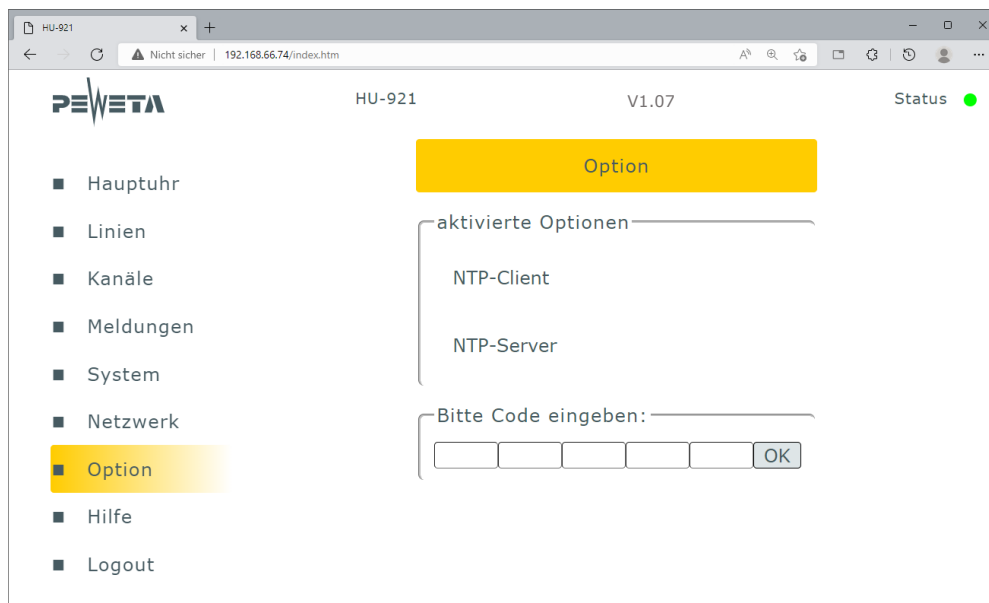 HU-921
Nicht sicher | 192.168.66.74/index.htm
PEWETA
HU-921
V1.07
Status
Option
Hauptuhr
Linien
Kanäle
Meldungen
System
Netzwerk
Option
Hilfe
Logout
aktivierte Optionen
NTP-Client
NTP-Server
Bitte Code eingeben:
OK